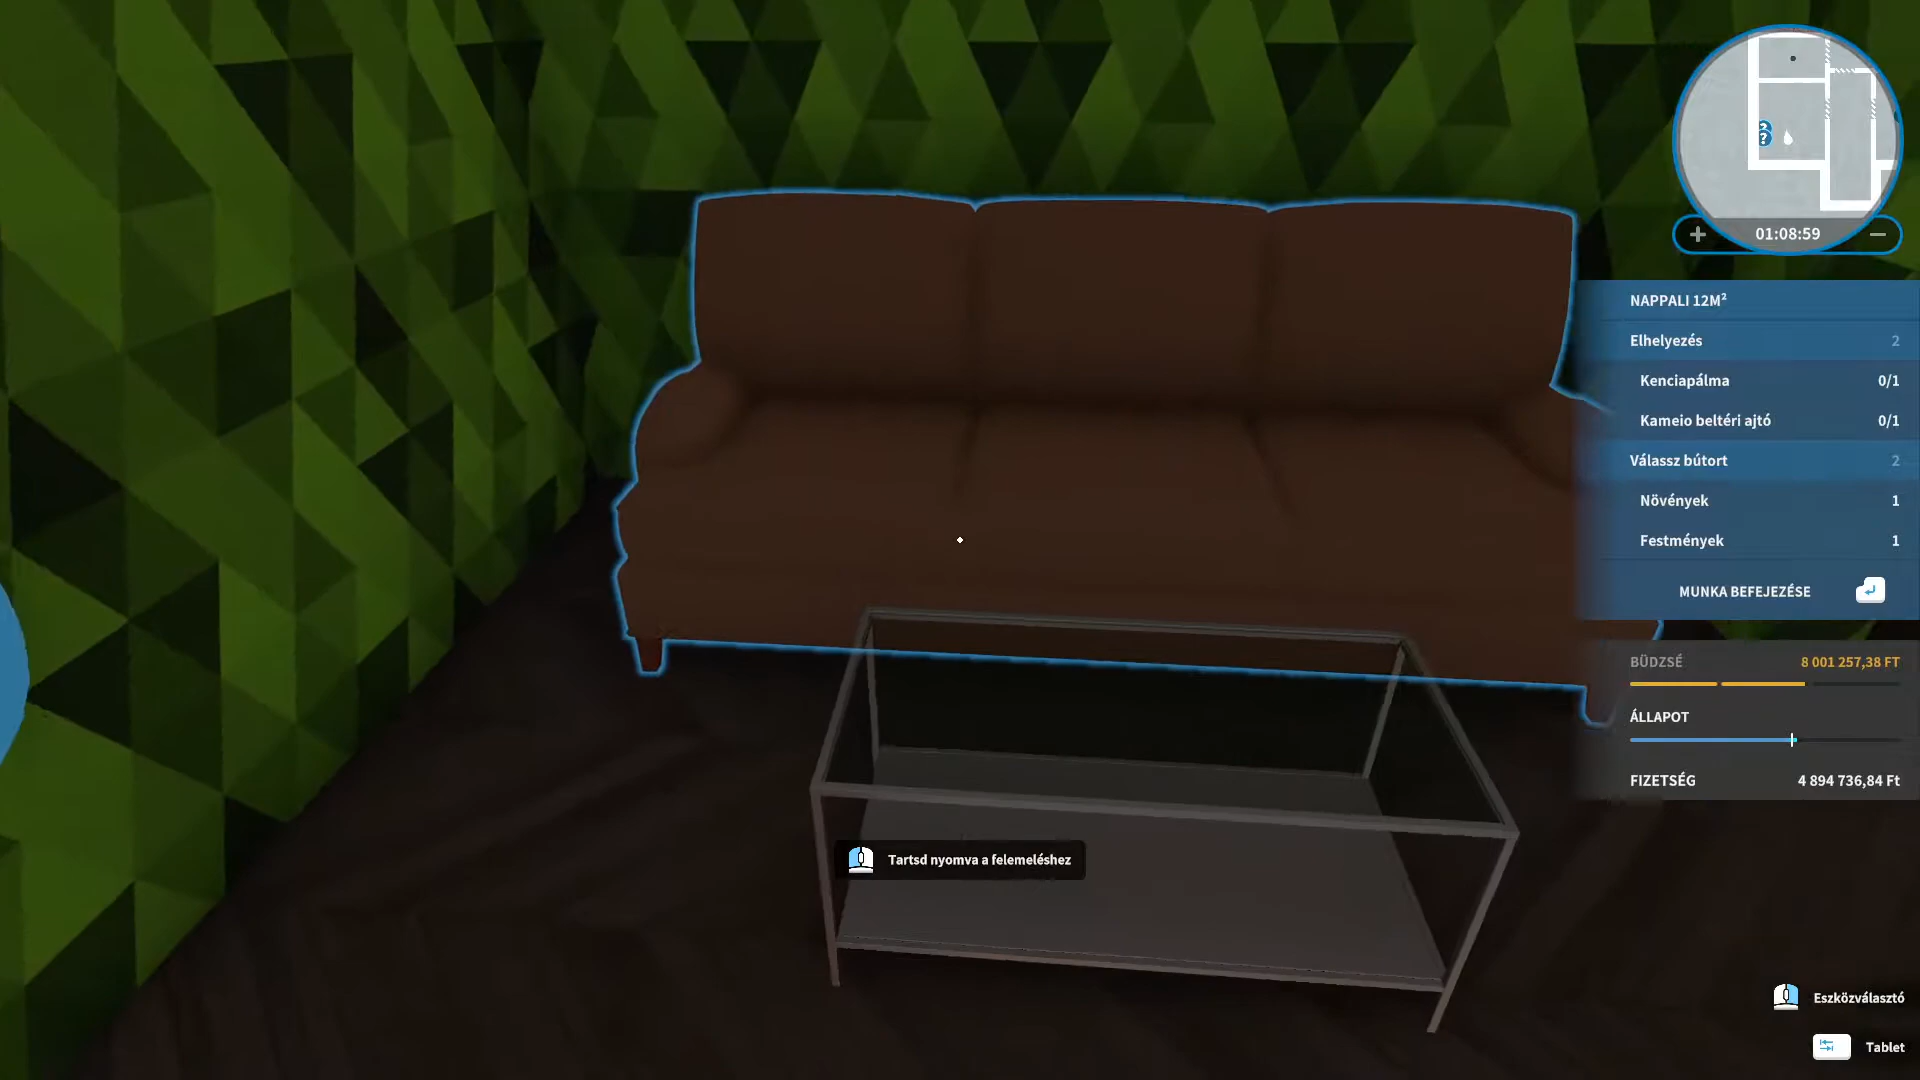 01:08:59
NAPPALI 12M²
Elhelyezés 2
Kenciapálma 0/1
Kameio beltéri ajtó 0/1
Válassz bútort 2
Növények 1
Festmények 1
MUNKA BEFEJEZÉSE
BÜDZSÉ 8 001 257,38 FT
ÁLLAPOT
FIZETSÉG 4 894 736,84 Ft
Tartsd nyomva a felemeléshez
Eszközválasztó
Tablet